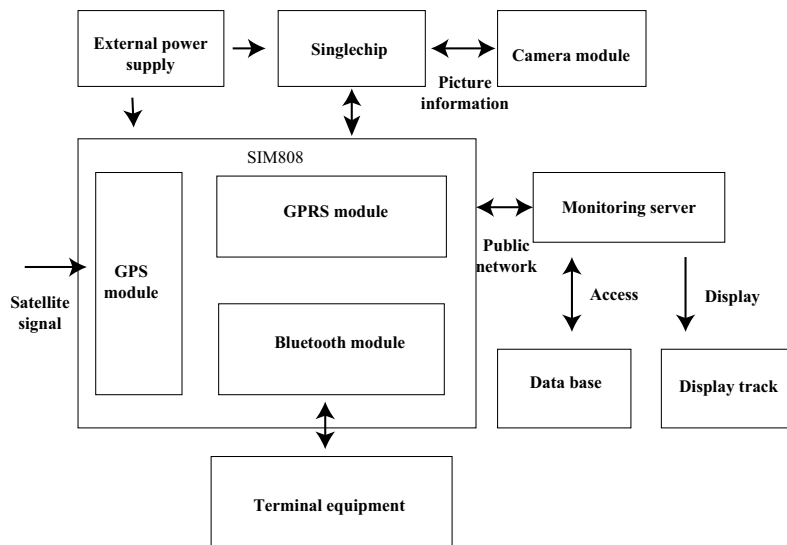 External power
supply
Singlechip
Camera module
Picture
information
SIM808
GPRS module
Monitoring server
GPS
module
Public
network
Satellite
signal
Access
Display
Bluetooth module
Data base
Display track
Terminal equipment